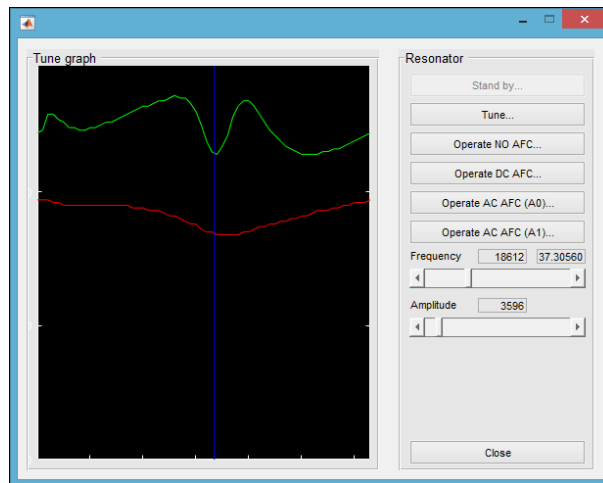 Tune graph
Resonator
Stand by...
Tune...
Operate NO AFC...
Operate DC AFC...
Operate AC AFC (A0)...
Operate AC AFC (A1)...
Frequency 18612 37.30560
Amplitude 3596
Close